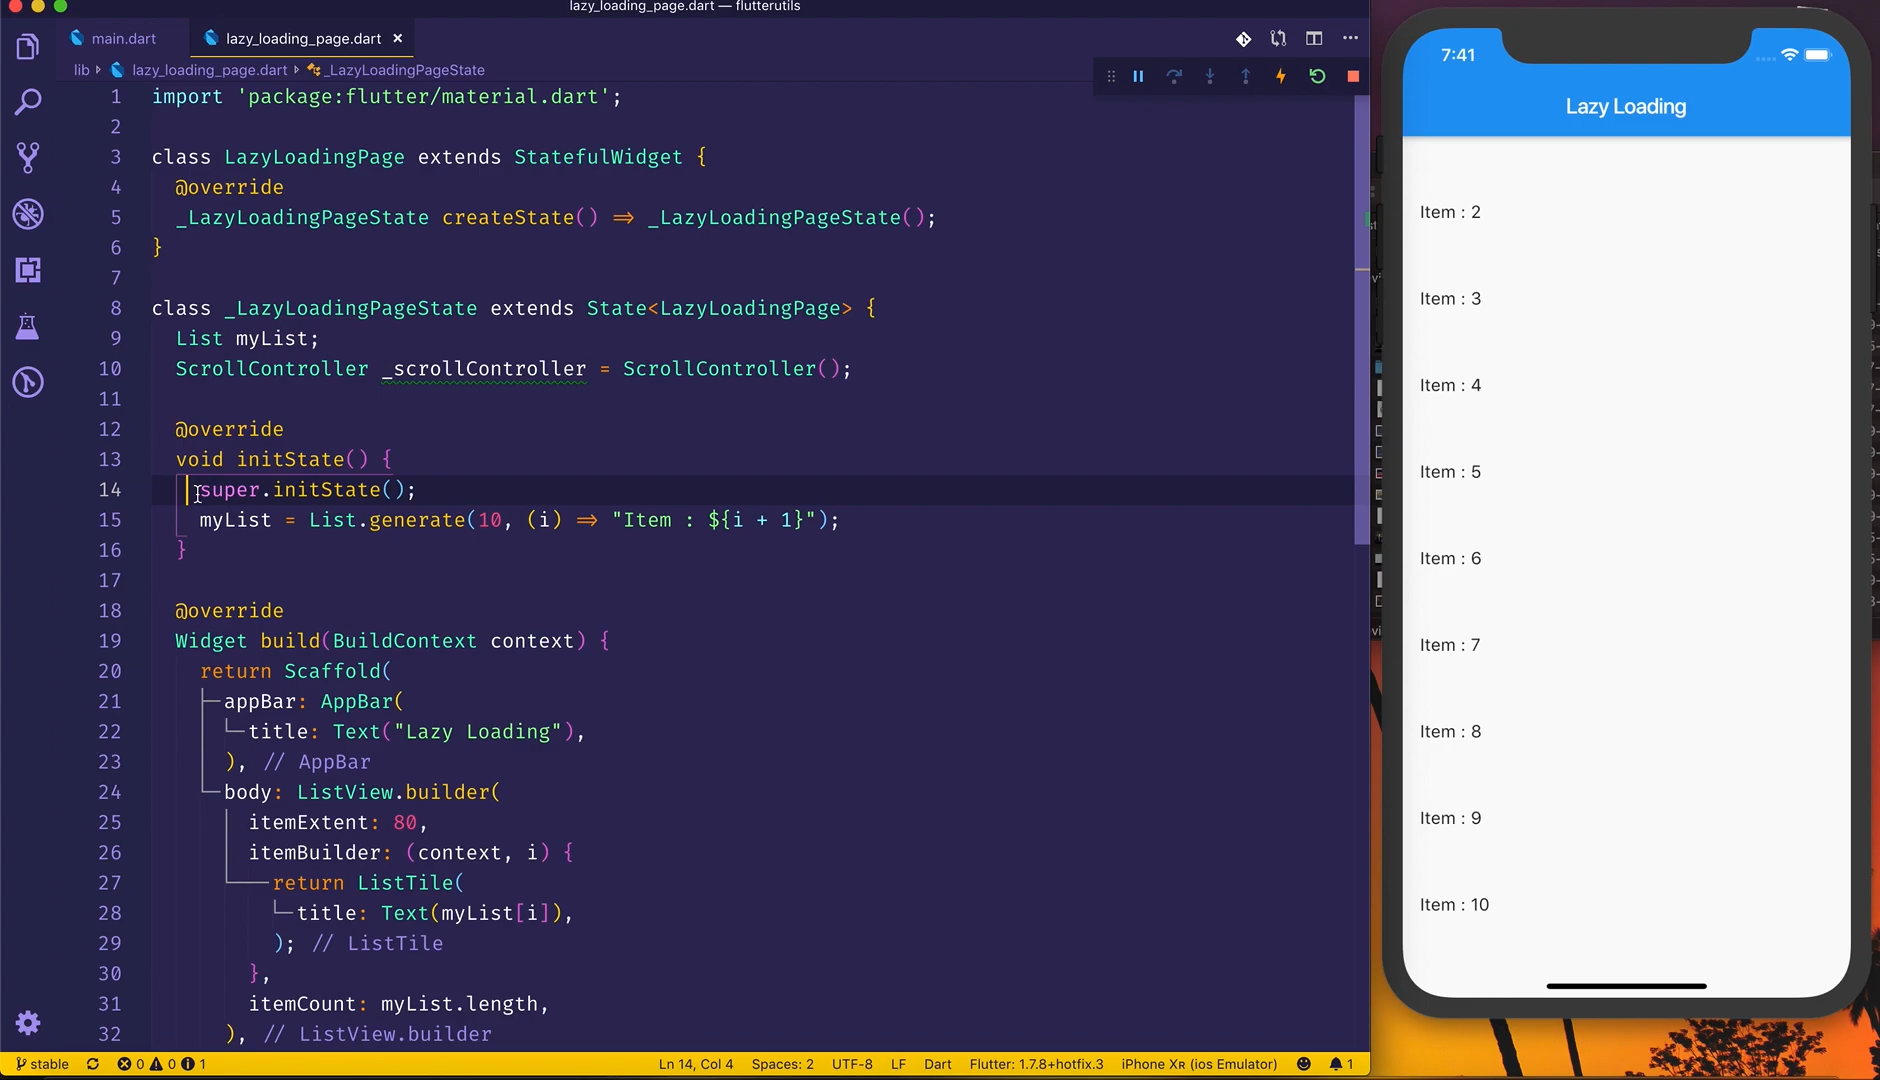 lazy_loading_page.dart — flutterutils
main.dart
lazy_loading_page.dart ×
lib lazy_loading_page.dart _LazyLoadingPageState
1 import 'package:flutter/material.dart';
2
3 class LazyLoadingPage extends StatefulWidget {
4 @override
5 _LazyLoadingPageState createState() => _LazyLoadingPageState();
6 }
7
8 class _LazyLoadingPageState extends State<LazyLoadingPage> {
9 List myList;
10 ScrollController _scrollController = ScrollController();
11
12 @override
13 void initState() {
14 super.initState();
15 myList = List.generate(10, (i) => "Item : ${i + 1}");
16 }
17
18 @override
19 Widget build(BuildContext context) {
20 return Scaffold(
21 appBar: AppBar(
22 title: Text("Lazy Loading"),
23 ), // AppBar
24 body: ListView.builder(
25 itemExtent: 80,
26 itemBuilder: (context, i) {
27 return ListTile(
28 title: Text(myList[i]),
29 ); // ListTile
30 },
31 itemCount: myList.length,
32 ), // ListView.builder
stable 0 0 1
Ln 14, Col 4 Spaces: 2 UTF-8 LF Dart Flutter: 1.7.8+hotfix.3 iPhone Xʀ (ios Emulator) 1
7:41
Lazy Loading
Item : 2
Item : 3
Item : 4
Item : 5
Item : 6
Item : 7
Item : 8
Item : 9
Item : 10